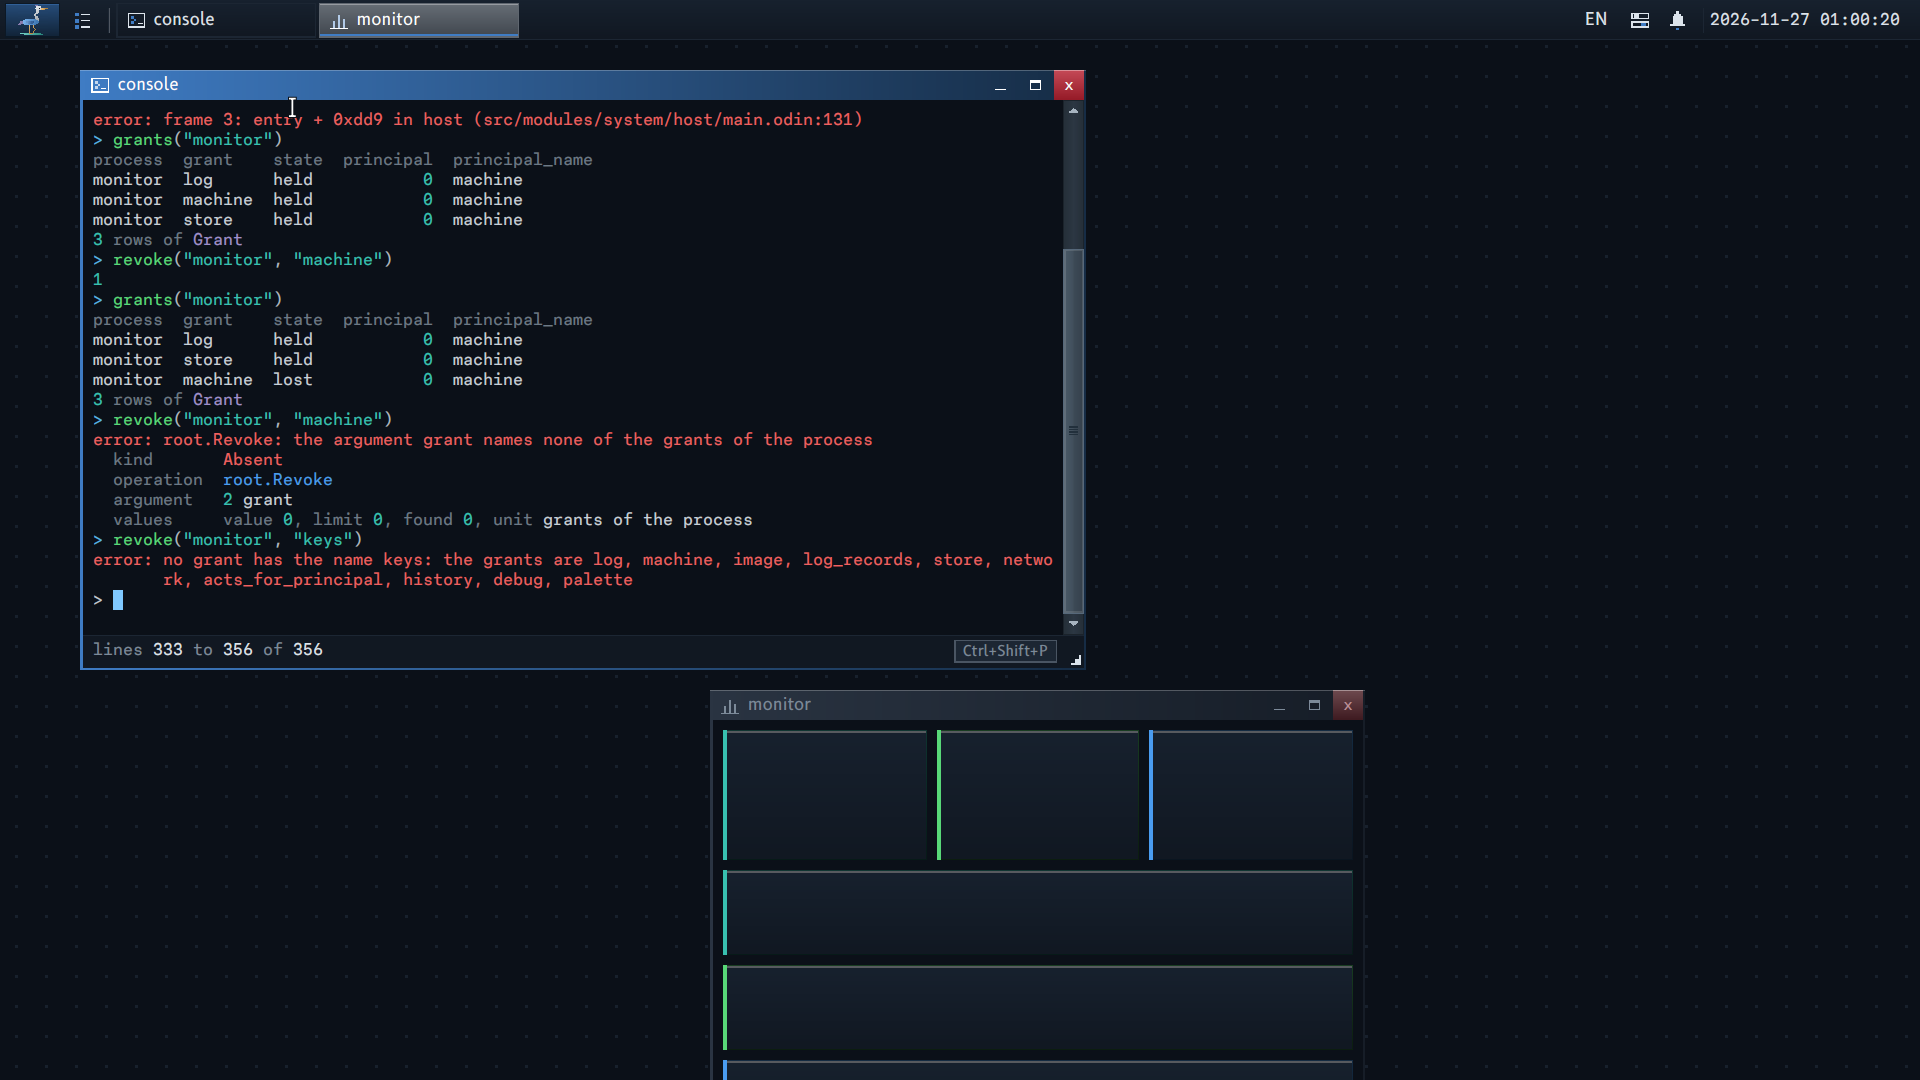 console
monitor
EN
2026-11-27 01:00:20
console
x
error: frame 3: entry + 0xdd9 in host (src/modules/system/host/main.odin:131)
> grants("monitor")
process grant state principal principal_name
monitor log held 0 machine
monitor machine held 0 machine
monitor store held 0 machine
3 rows of Grant
> revoke("monitor", "machine")
1
> grants("monitor")
process grant state principal principal_name
monitor log held 0 machine
monitor store held 0 machine
monitor machine lost 0 machine
3 rows of Grant
> revoke("monitor", "machine")
error: root.Revoke: the argument grant names none of the grants of the process
kind Absent
operation root.Revoke
argument 2 grant
values value 0, limit 0, found 0, unit grants of the process
> revoke("monitor", "keys")
error: no grant has the name keys: the grants are log, machine, image, log_records, store, netwo
rk, acts_for_principal, history, debug, palette
>
lines 333 to 356 of 356
Ctrl+Shift+P
monitor
x